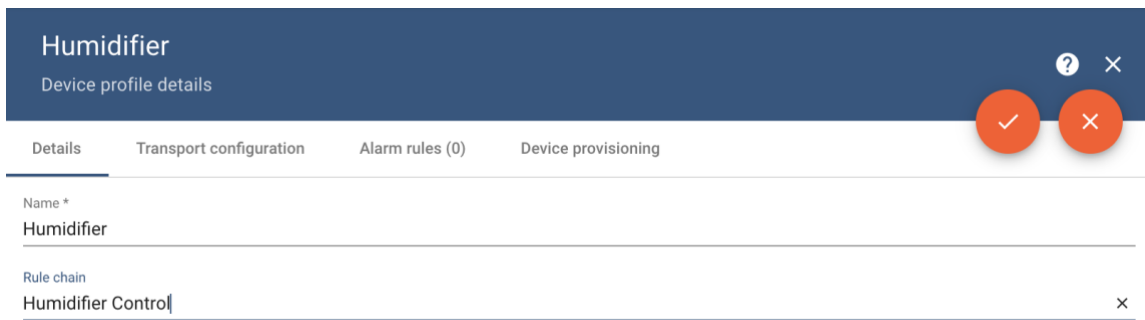 Humidifier
Device profile details
Details Transport configuration Alarm rules (0) Device provisioning
Name *
Humidifier
Rule chain
Humidifier Control